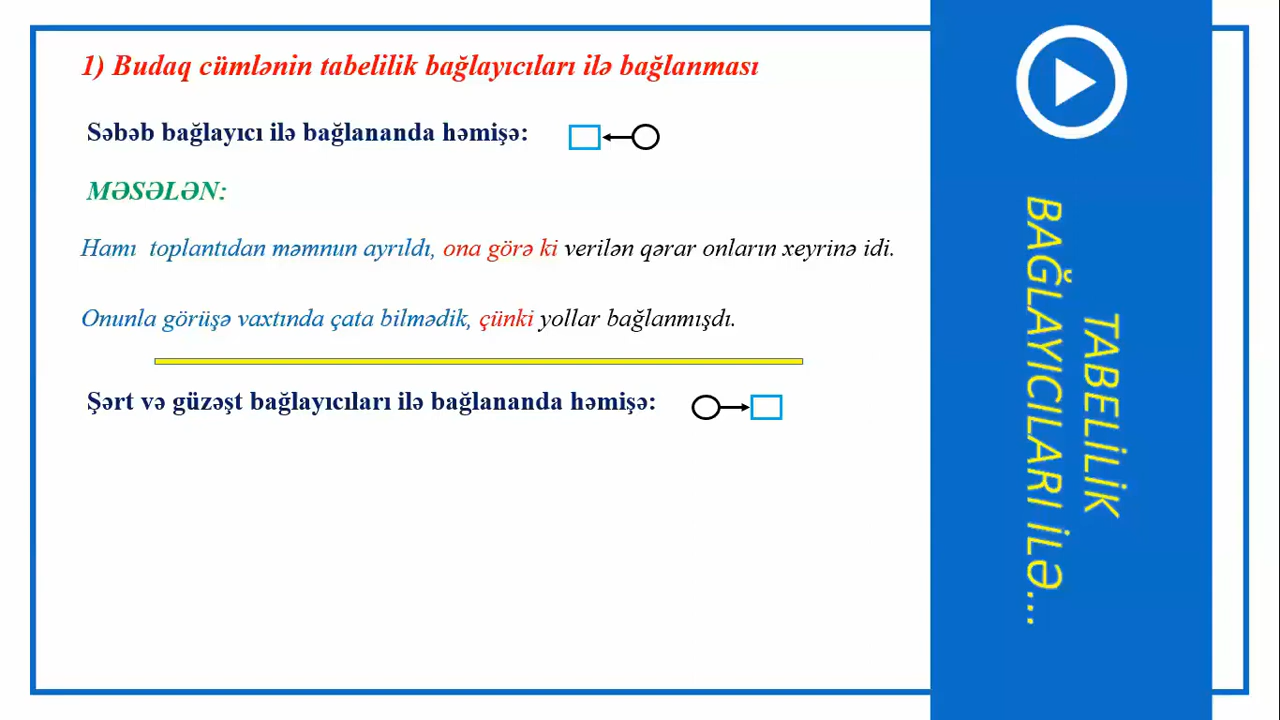 1) Budaq cümlənin tabelilik bağlayıcıları ilə bağlanması
Səbəb bağlayıcı ilə bağlananda həmişə:
MƏSƏLƏN:
Hamı toplantıdan məmnun ayrıldı, ona görə ki verilən qərar onların xeyrinə idi.
Onunla görüşə vaxtında çata bilmədik, çünki yollar bağlanmışdı.
Şərt və güzəşt bağlayıcıları ilə bağlananda həmişə:
TABELİLİK
BAĞLAYICILARI İLƏ...